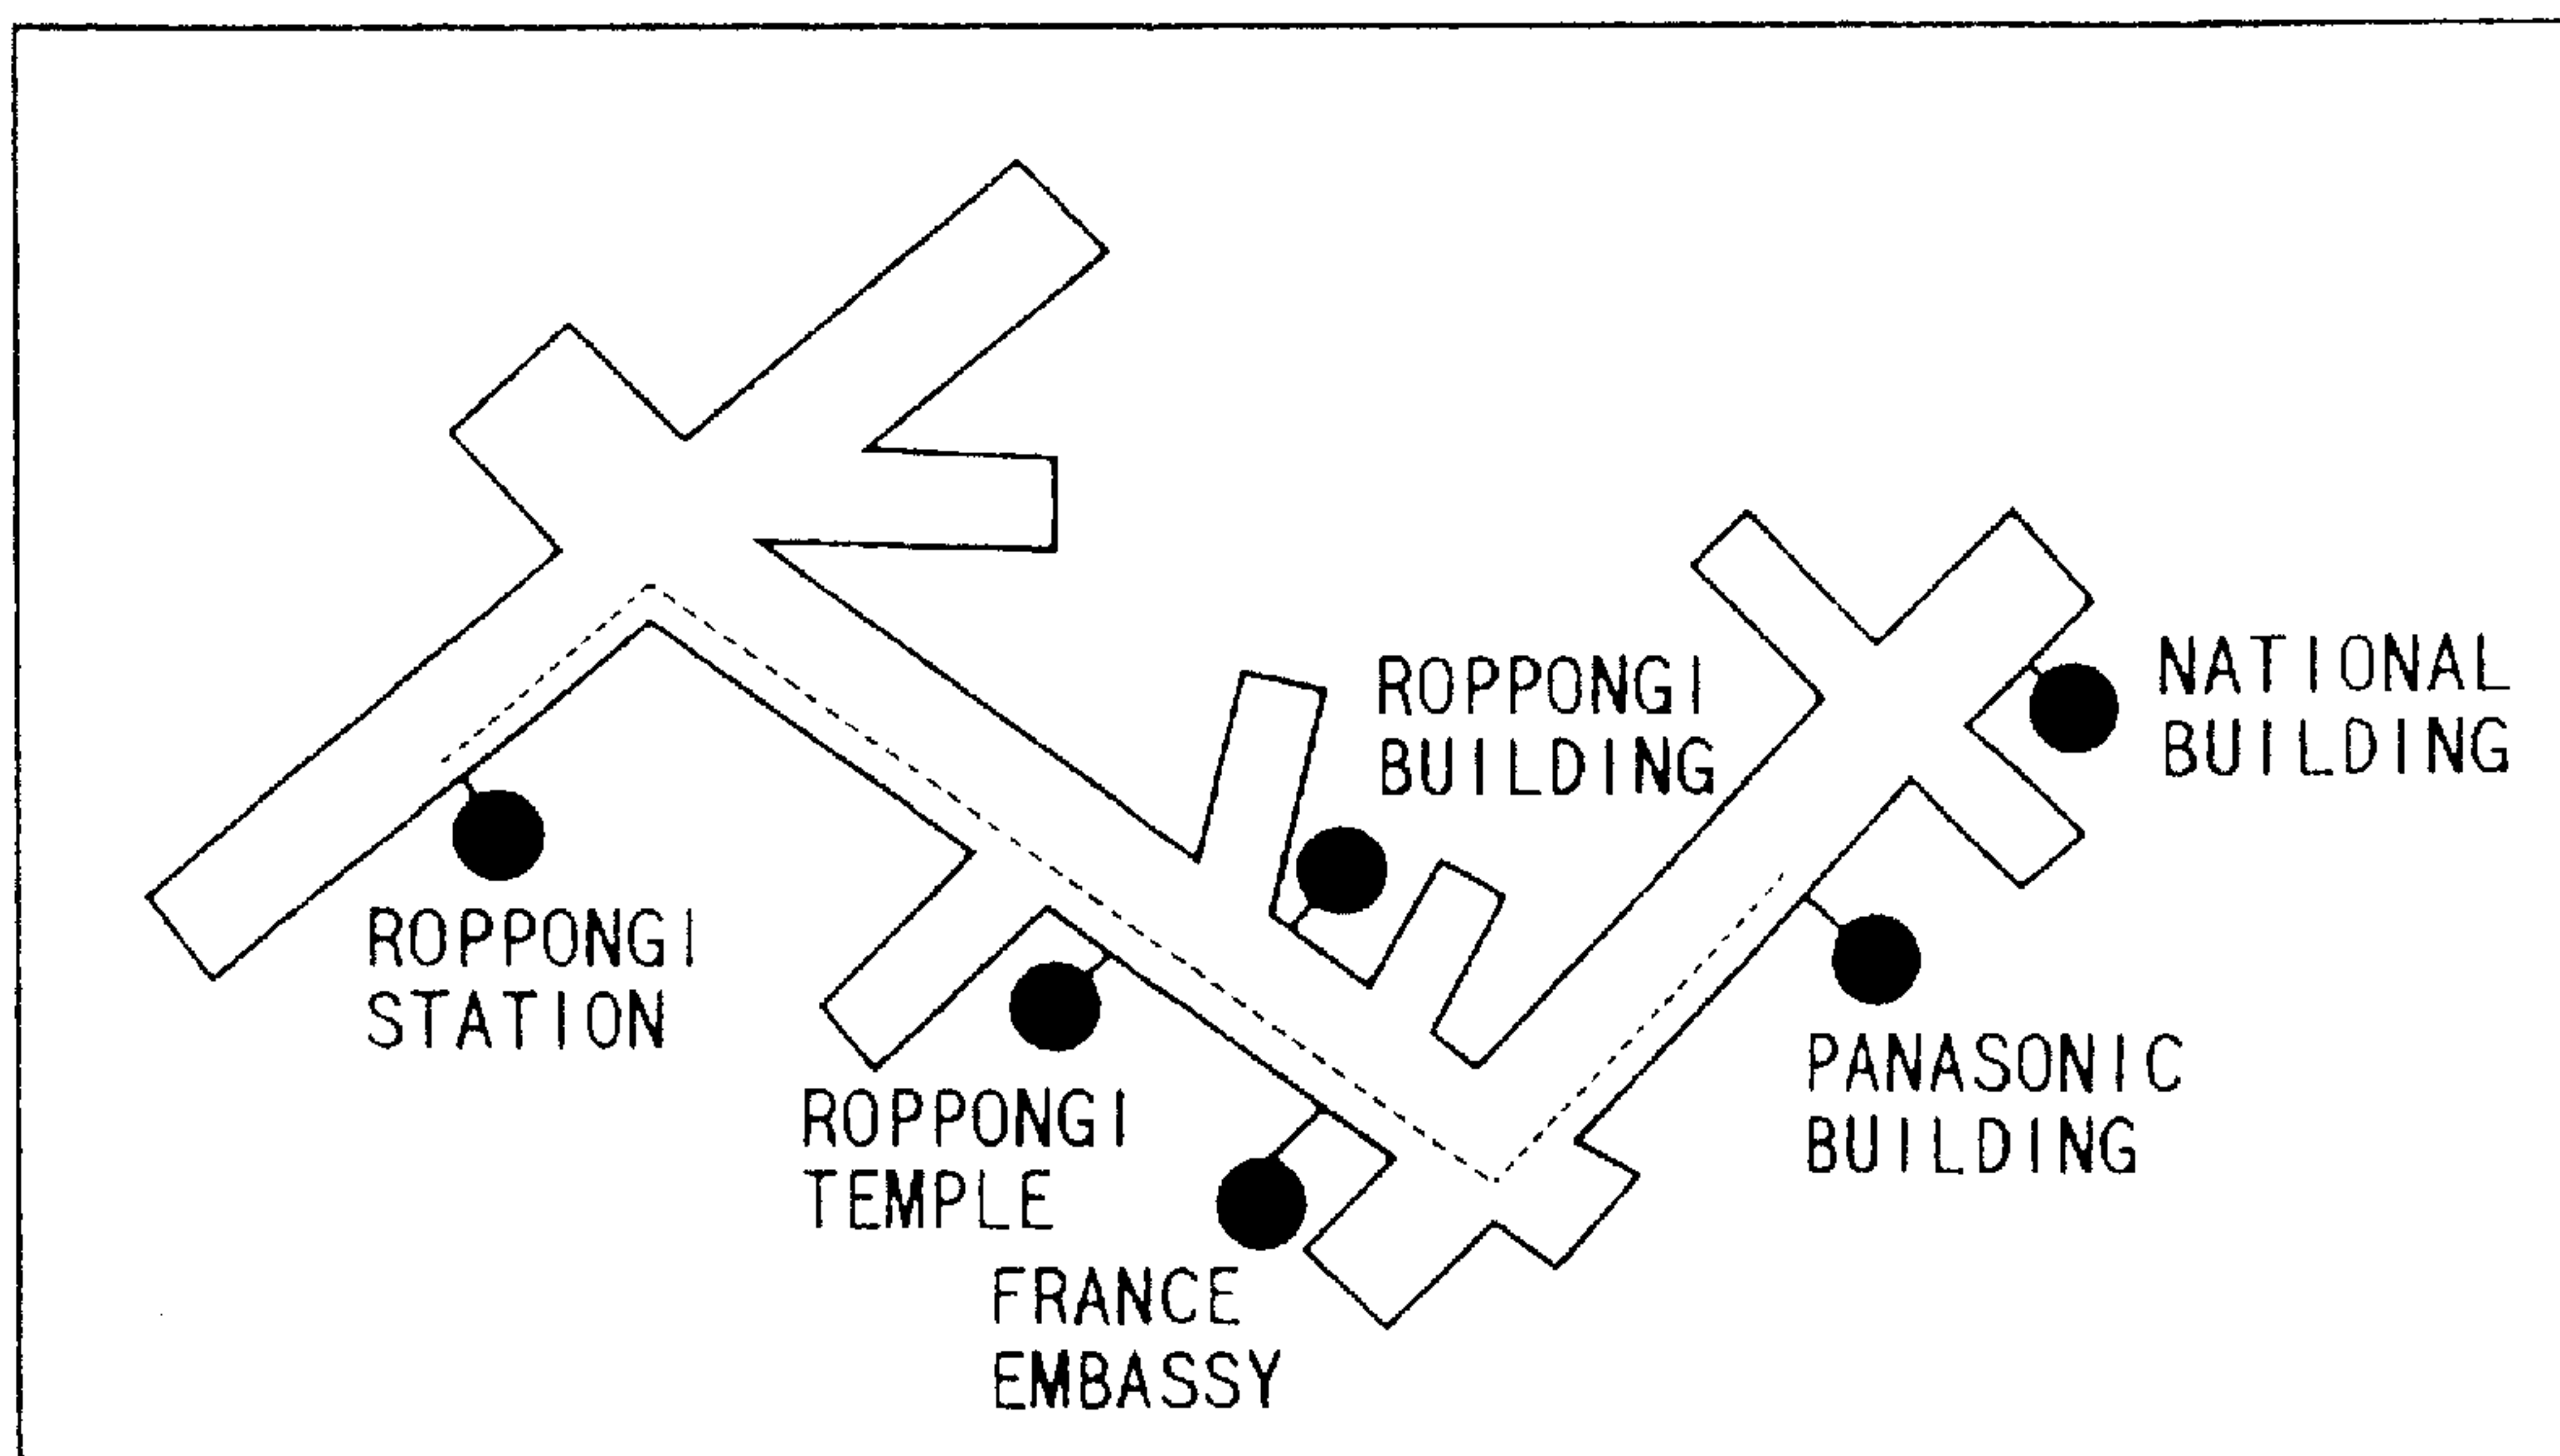 ROPPONGI
BUILDING
NATIONAL
BUILDING
ROPPONGI
STATION
ROPPONGI
TEMPLE
PANASONIC
BUILDING
FRANCE
EMBASSY